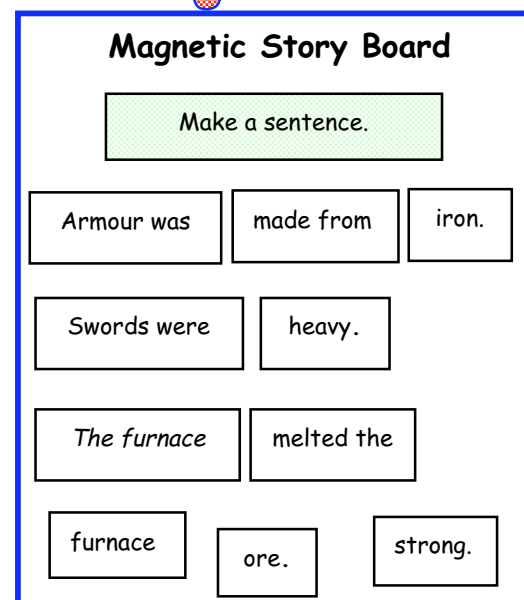 Magnetic Story Board
Make a sentence.
Armour was made from iron.
Swords were heavy.
The furnace melted the
furnace ore. strong.